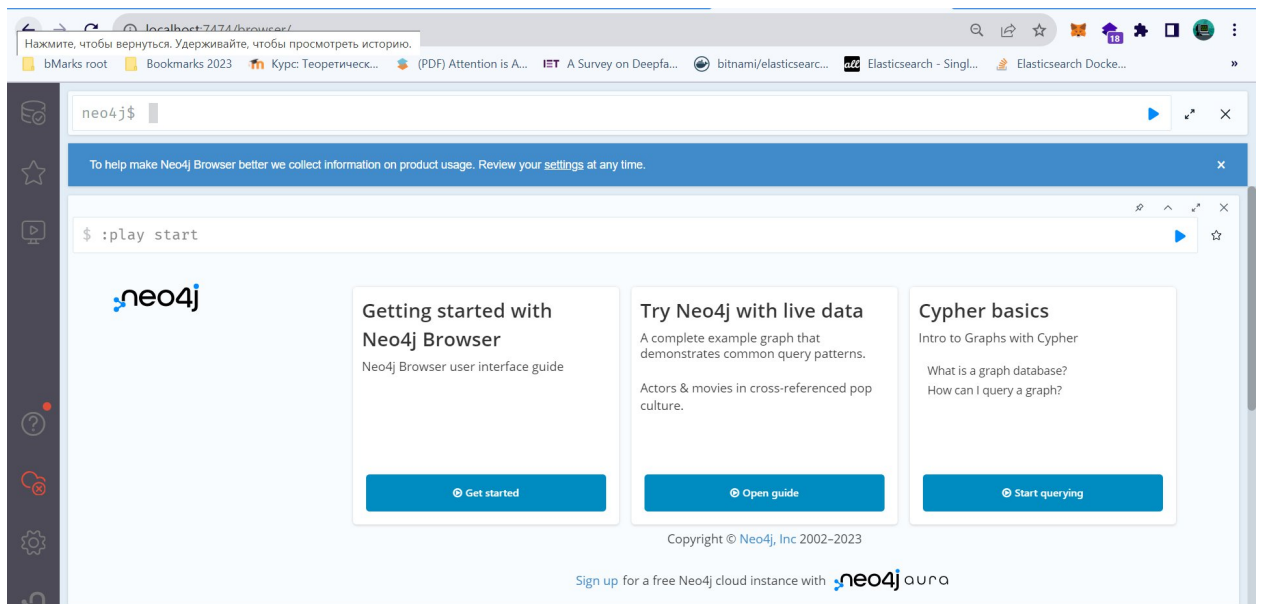 localhost:7474/browser/
Нажмите, чтобы вернуться. Удерживайте, чтобы просмотреть историю.
18
bMarks root Bookmarks 2023 Курс: Теоретическ... (PDF) Attention is A... IET A Survey on Deepfa... bitnami/elasticsearc... all Elasticsearch - Singl... Elasticsearch Docke... »
neo4j$
To help make Neo4j Browser better we collect information on product usage. Review your settings at any time.
$ :play start
neo4j
Getting started with
Neo4j Browser
Neo4j Browser user interface guide
Get started
Try Neo4j with live data
A complete example graph that
demonstrates common query patterns.
Actors & movies in cross-referenced pop
culture.
Open guide
Cypher basics
Intro to Graphs with Cypher
What is a graph database?
How can I query a graph?
Start querying
Copyright © Neo4j, Inc 2002–2023
Sign up for a free Neo4j cloud instance with neo4j aura